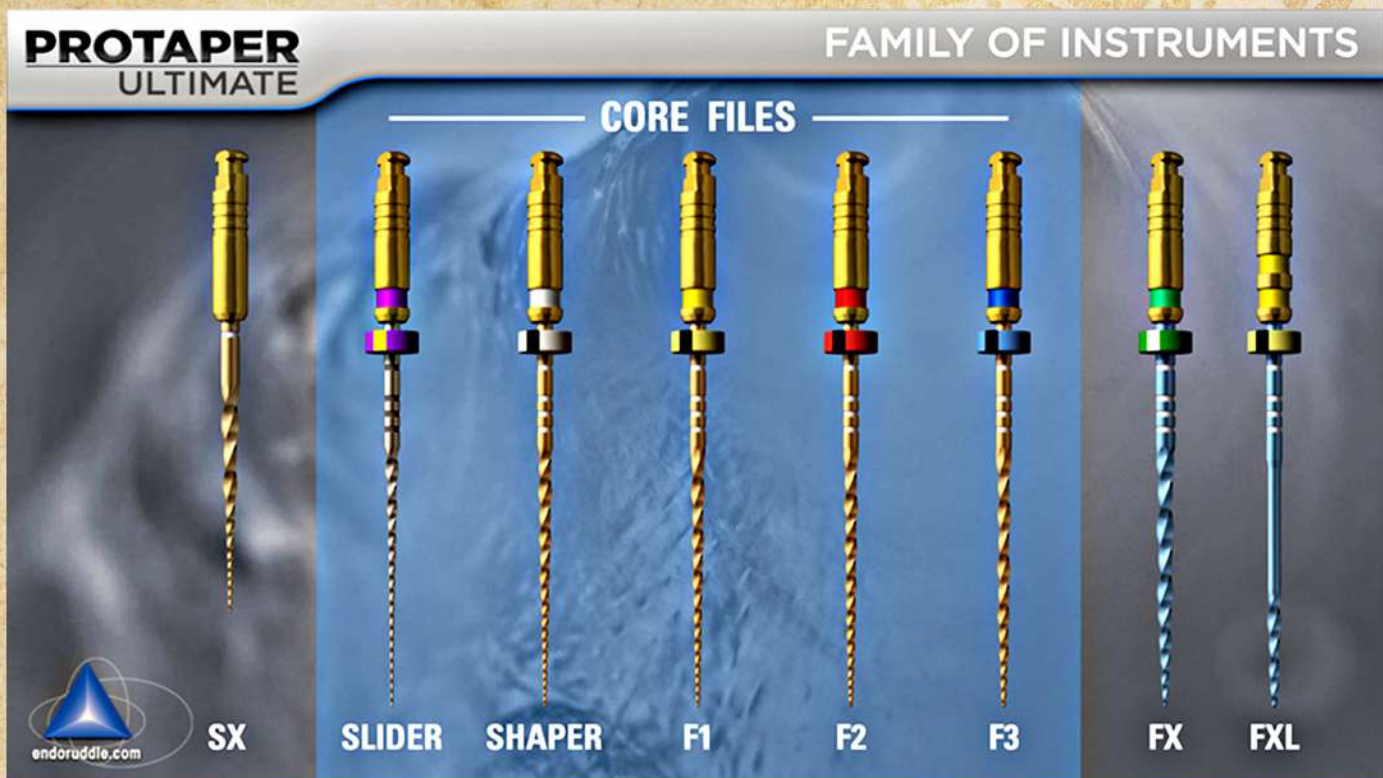 PROTAPER
ULTIMATE
FAMILY OF INSTRUMENTS
CORE FILES
SX
SLIDER
SHAPER
F1
F2
F3
FX
FXL
endoruddle.com